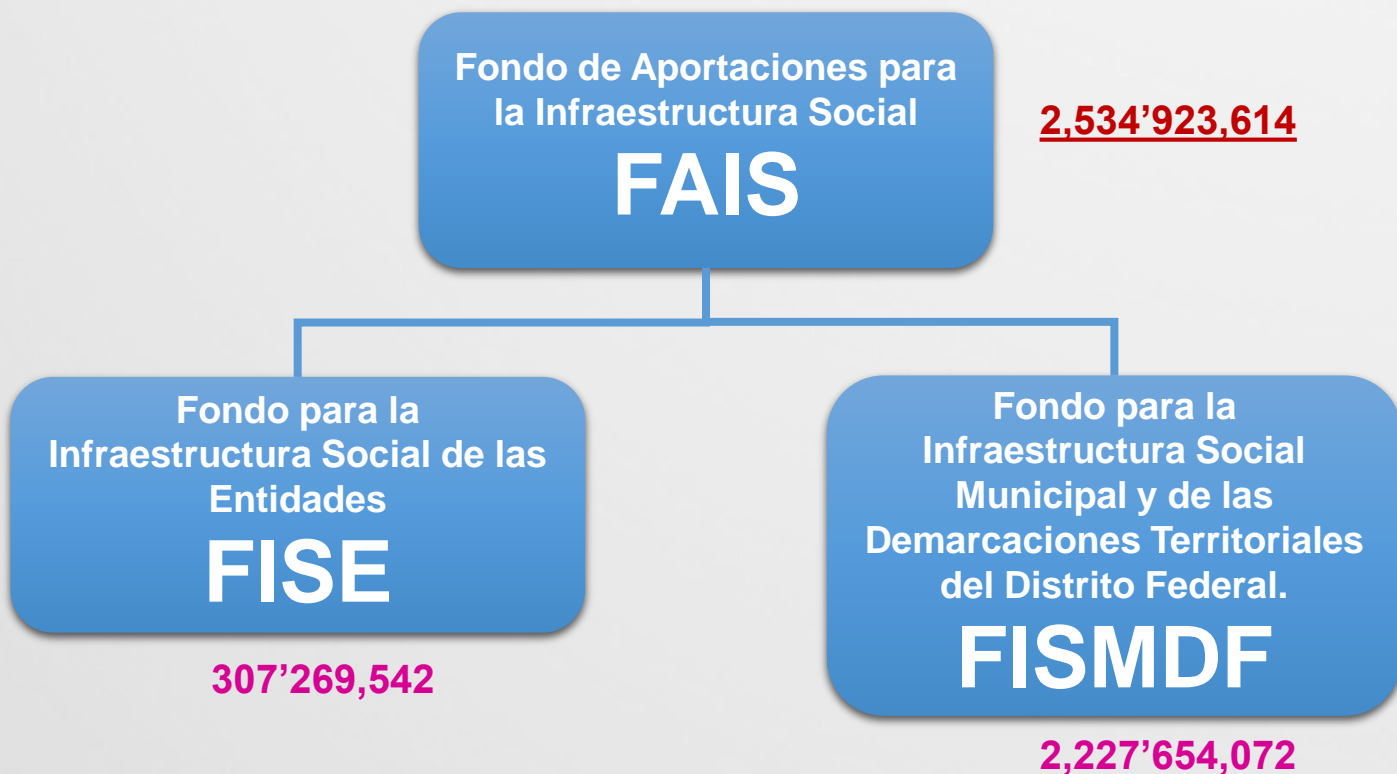 Fondo de Aportaciones para
la Infraestructura Social
FAIS
2,534’923,614
Fondo para la
Infraestructura Social de las
Entidades
FISE
307’269,542
Fondo para la
Infraestructura Social
Municipal y de las
Demarcaciones Territoriales
del Distrito Federal.
FISMDF
2,227’654,072